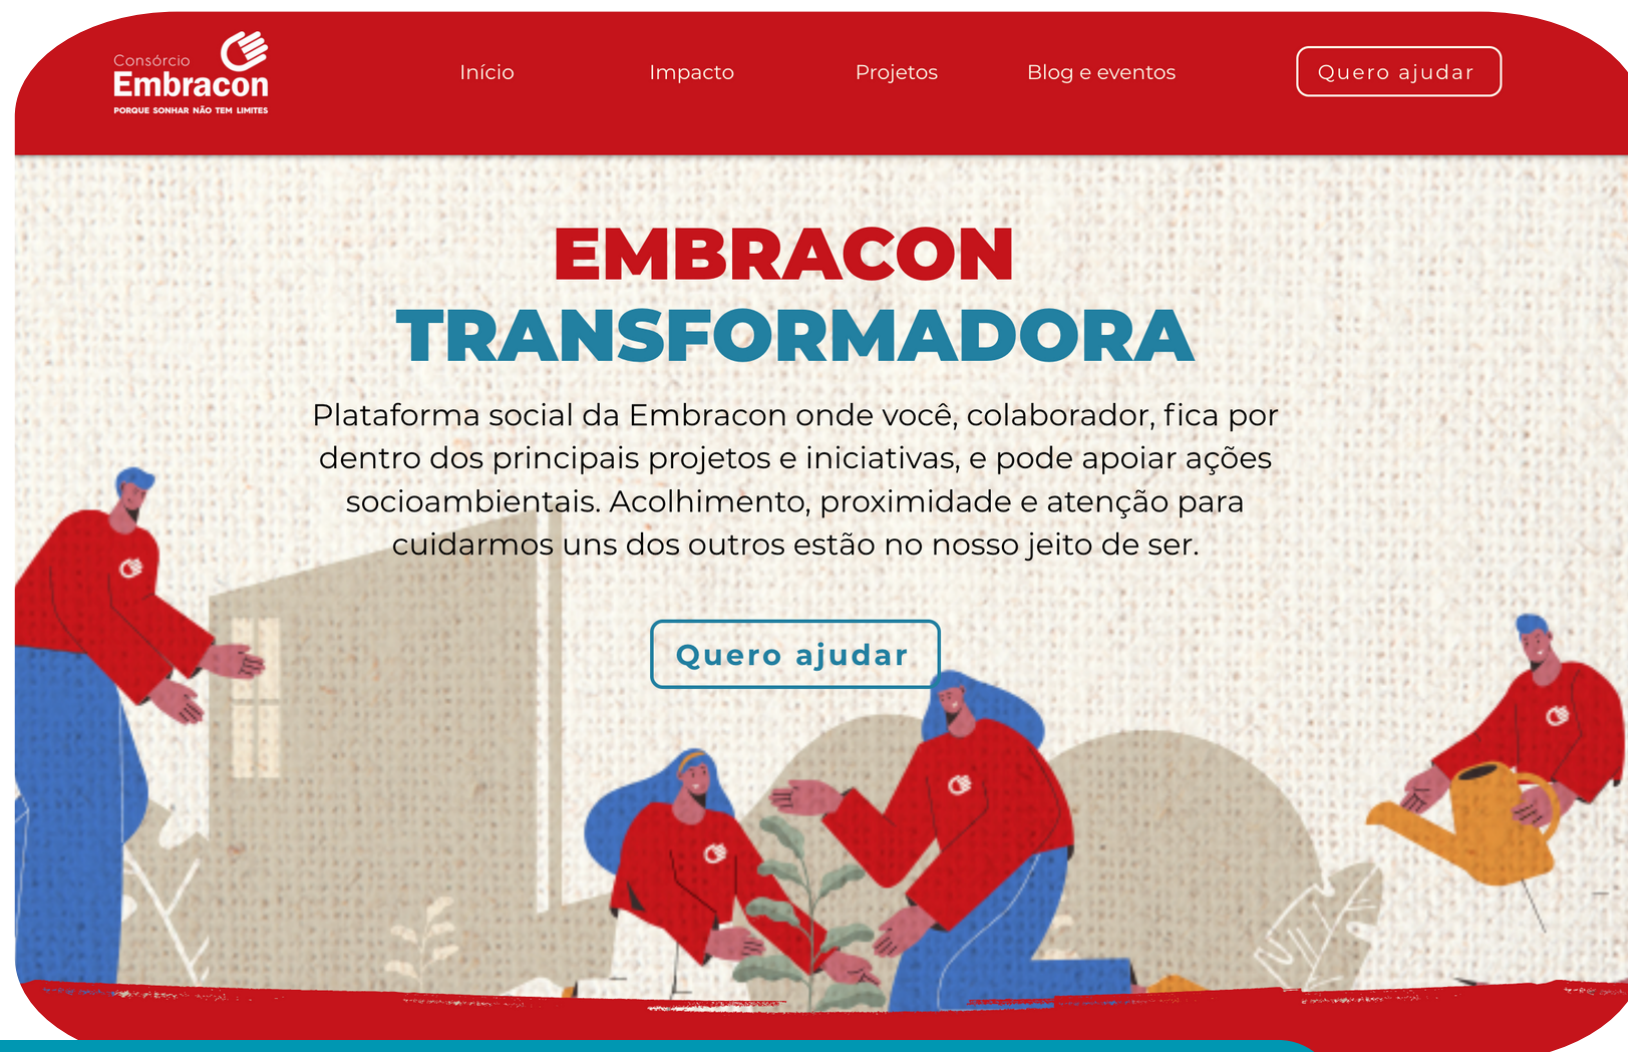 Consórcio
Embracon
PORQUE SONHAR NÃO TEM LIMITES
Início
Impacto
Projetos
Blog e eventos
Quero ajudar
EMBRACON
TRANSFORMADORA
Plataforma social da Embracon onde você, colaborador, fica por
dentro dos principais projetos e iniciativas, e pode apoiar ações
socioambientais. Acolhimento, proximidade e atenção para
cuidarmos uns dos outros estão no nosso jeito de ser.
Quero ajudar